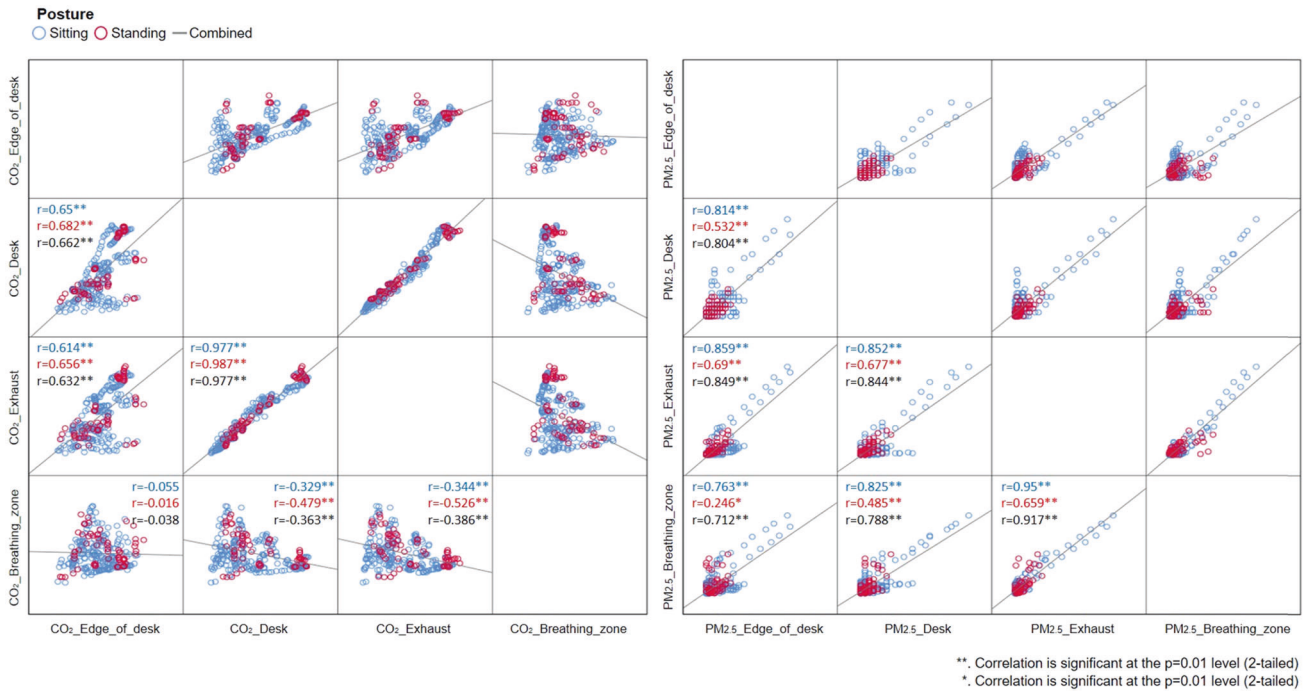 Posture
Sitting Standing Combined
CO₂_Edge_of_desk
PM2.5_Edge_of_desk
CO₂_Desk
r=0.65**
r=0.682**
r=0.662**
PM2.5_Desk
r=0.814**
r=0.532**
r=0.804**
CO₂_Exhaust
r=0.614** r=0.977**
r=0.656** r=0.987**
r=0.632** r=0.977**
PM2.5_Exhaust
r=0.859** r=0.852**
r=0.69** r=0.677**
r=0.849** r=0.844**
CO₂_Breathing_zone
r=-0.055 r=-0.329** r=-0.344**
r=-0.016 r=-0.479** r=-0.526**
r=-0.038 r=-0.363** r=-0.386**
PM2.5_Breathing_zone
r=0.763** r=0.825** r=0.95**
r=0.246* r=0.485** r=0.659**
r=0.712** r=0.788** r=0.917**
CO₂_Edge_of_desk CO₂_Desk CO₂_Exhaust CO₂_Breathing_zone
PM2.5_Edge_of_desk PM2.5_Desk PM2.5_Exhaust PM2.5_Breathing_zone
**. Correlation is significant at the p=0.01 level (2-tailed)
*. Correlation is significant at the p=0.01 level (2-tailed)